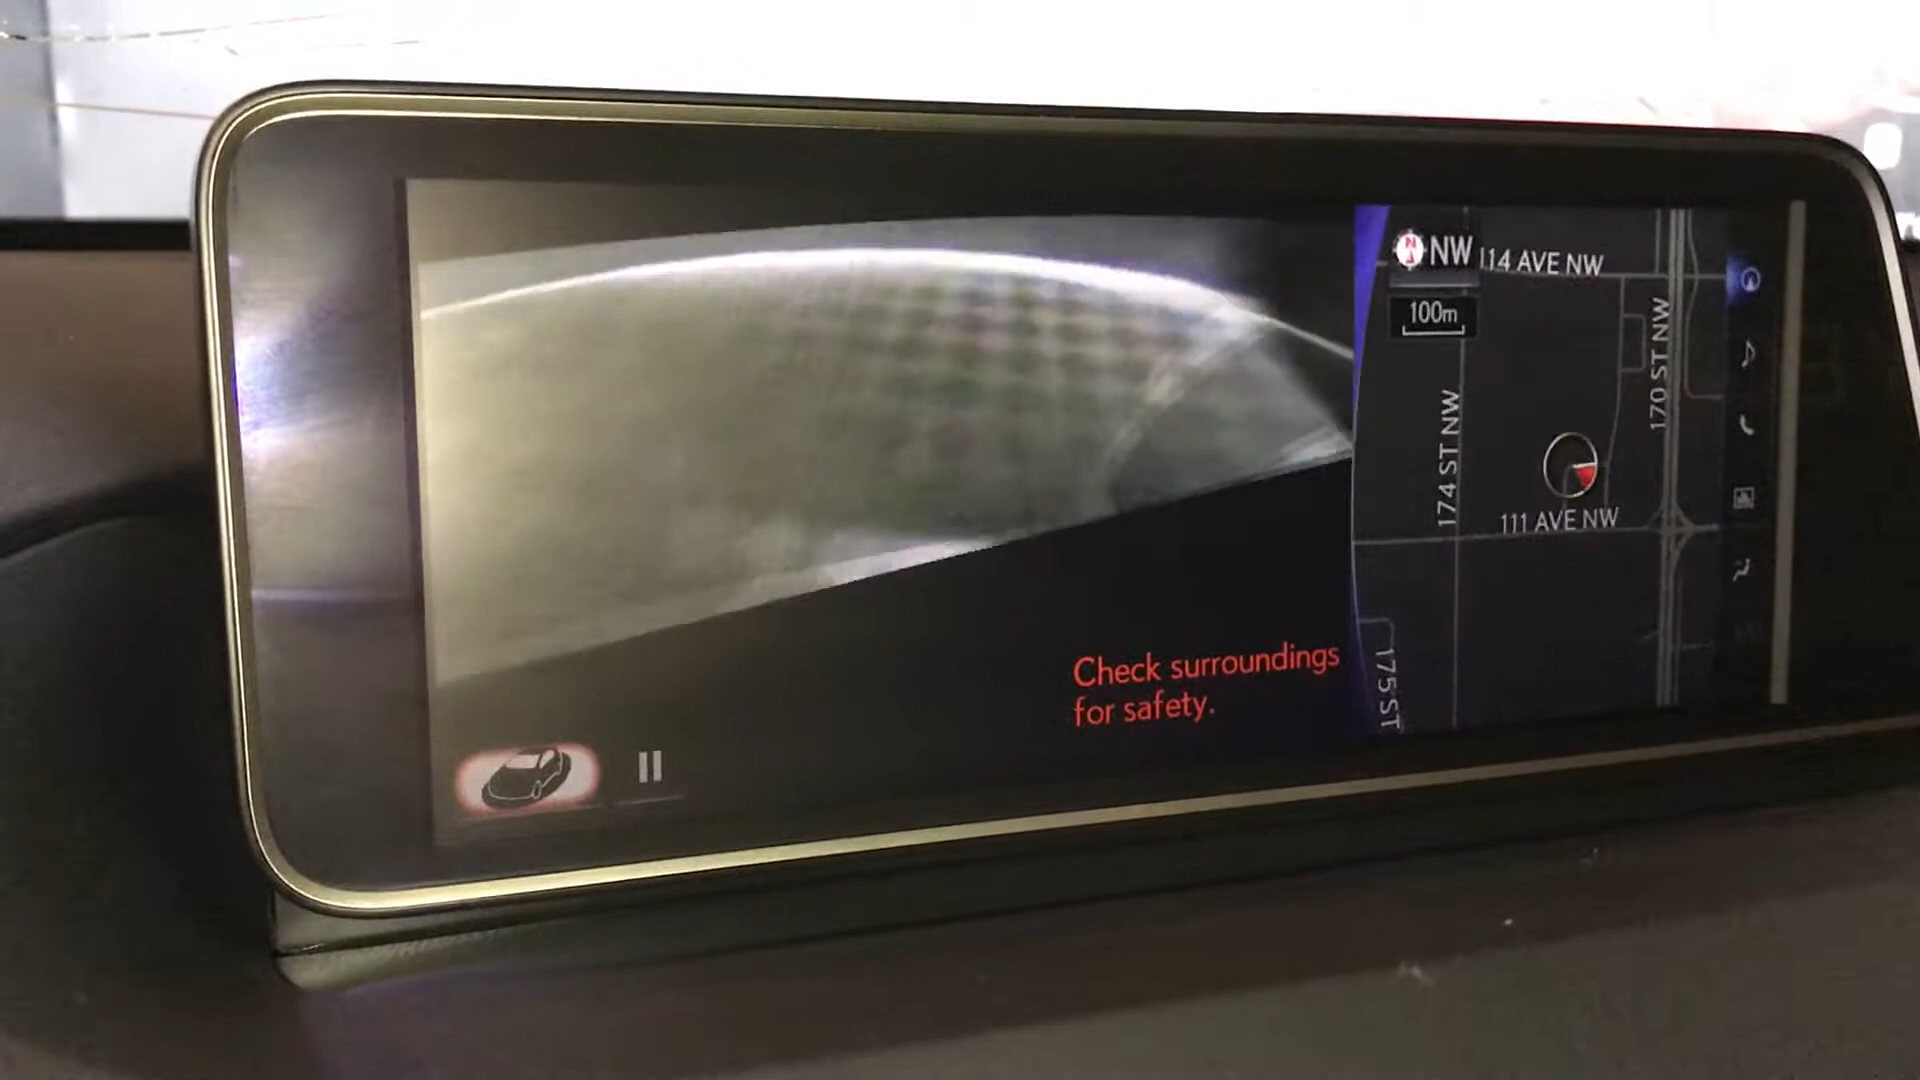 N
NW
114 AVE NW
100m
170 ST NW
174 ST NW
111 AVE NW
175 ST
Check surroundings
for safety.